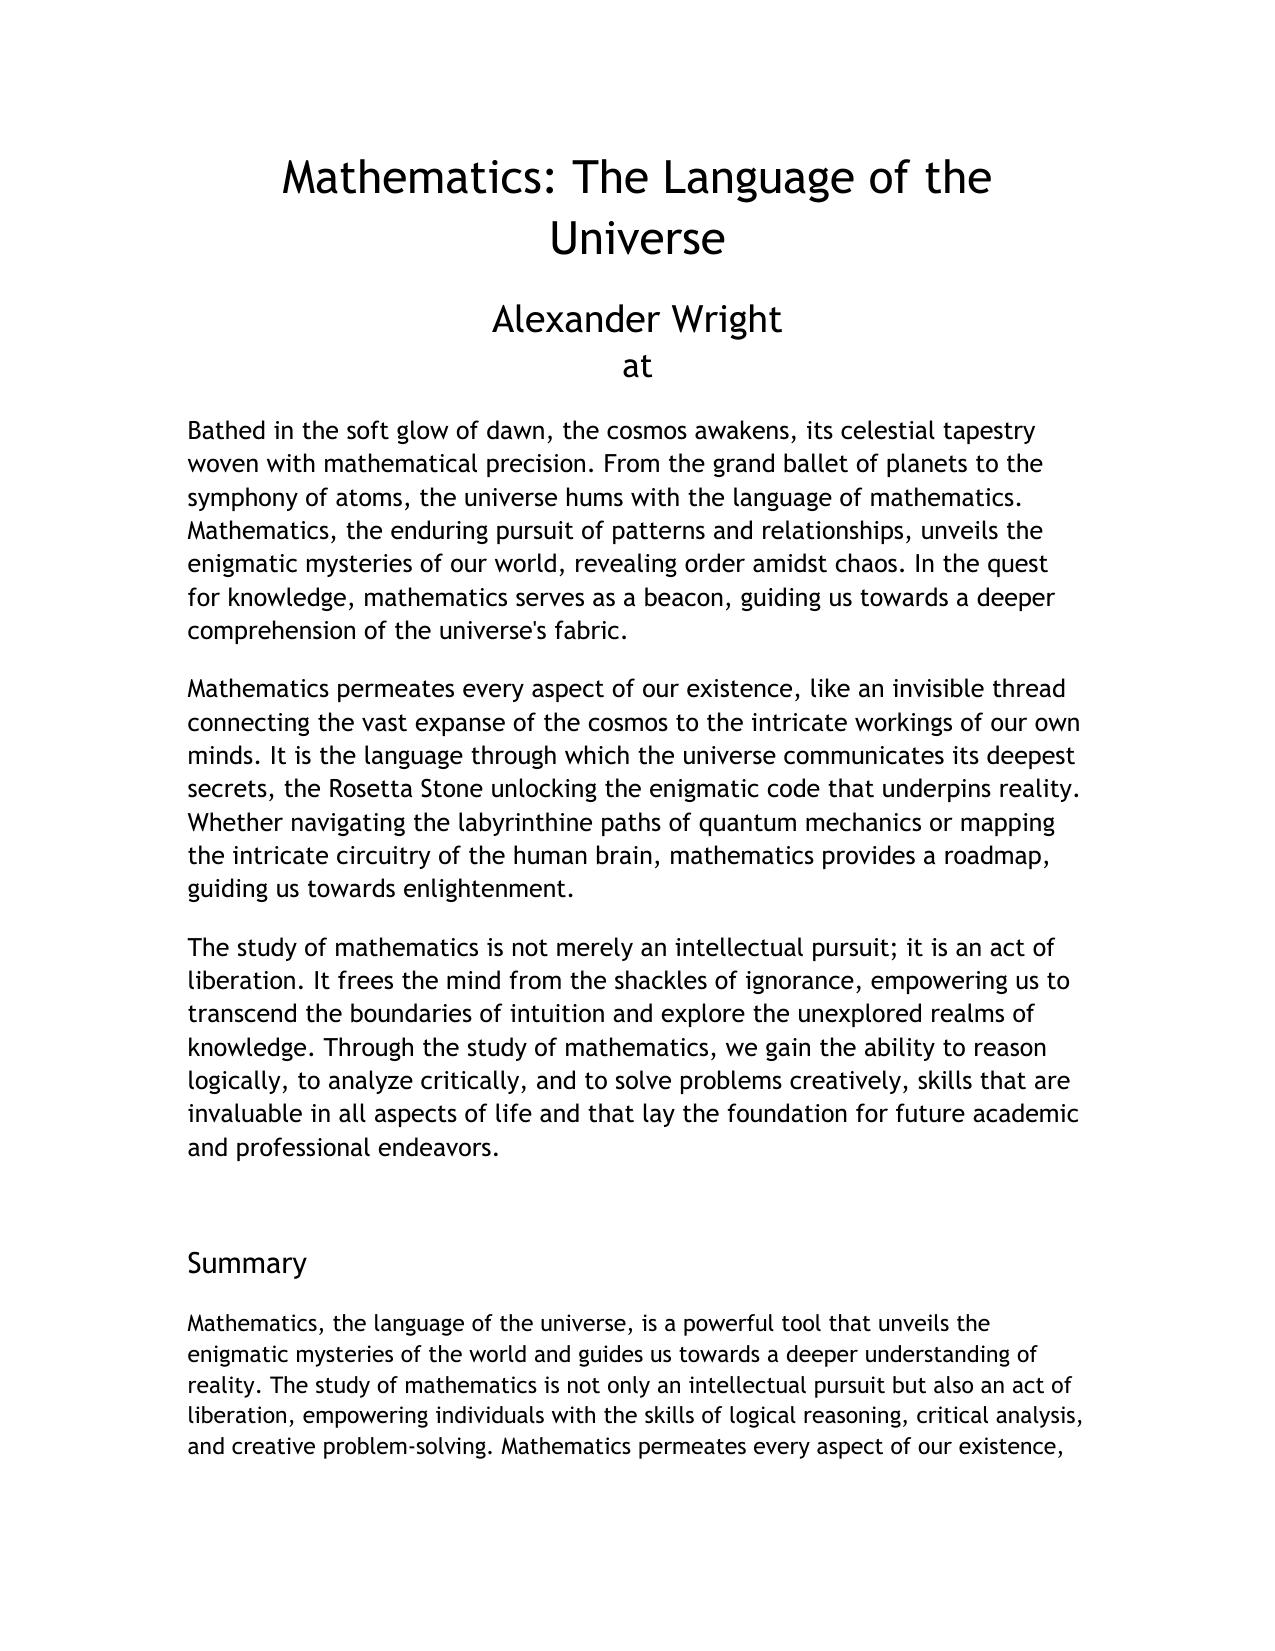 Mathematics: The Language of the
Universe
Alexander Wright
at
Bathed in the soft glow of dawn, the cosmos awakens, its celestial tapestry
woven with mathematical precision. From the grand ballet of planets to the
symphony of atoms, the universe hums with the language of mathematics.
Mathematics, the enduring pursuit of patterns and relationships, unveils the
enigmatic mysteries of our world, revealing order amidst chaos. In the quest
for knowledge, mathematics serves as a beacon, guiding us towards a deeper
comprehension of the universe's fabric.
Mathematics permeates every aspect of our existence, like an invisible thread
connecting the vast expanse of the cosmos to the intricate workings of our own
minds. It is the language through which the universe communicates its deepest
secrets, the Rosetta Stone unlocking the enigmatic code that underpins reality.
Whether navigating the labyrinthine paths of quantum mechanics or mapping
the intricate circuitry of the human brain, mathematics provides a roadmap,
guiding us towards enlightenment.
The study of mathematics is not merely an intellectual pursuit; it is an act of
liberation. It frees the mind from the shackles of ignorance, empowering us to
transcend the boundaries of intuition and explore the unexplored realms of
knowledge. Through the study of mathematics, we gain the ability to reason
logically, to analyze critically, and to solve problems creatively, skills that are
invaluable in all aspects of life and that lay the foundation for future academic
and professional endeavors.
Summary
Mathematics, the language of the universe, is a powerful tool that unveils the
enigmatic mysteries of the world and guides us towards a deeper understanding of
reality. The study of mathematics is not only an intellectual pursuit but also an act of
liberation, empowering individuals with the skills of logical reasoning, critical analysis,
and creative problem-solving. Mathematics permeates every aspect of our existence,